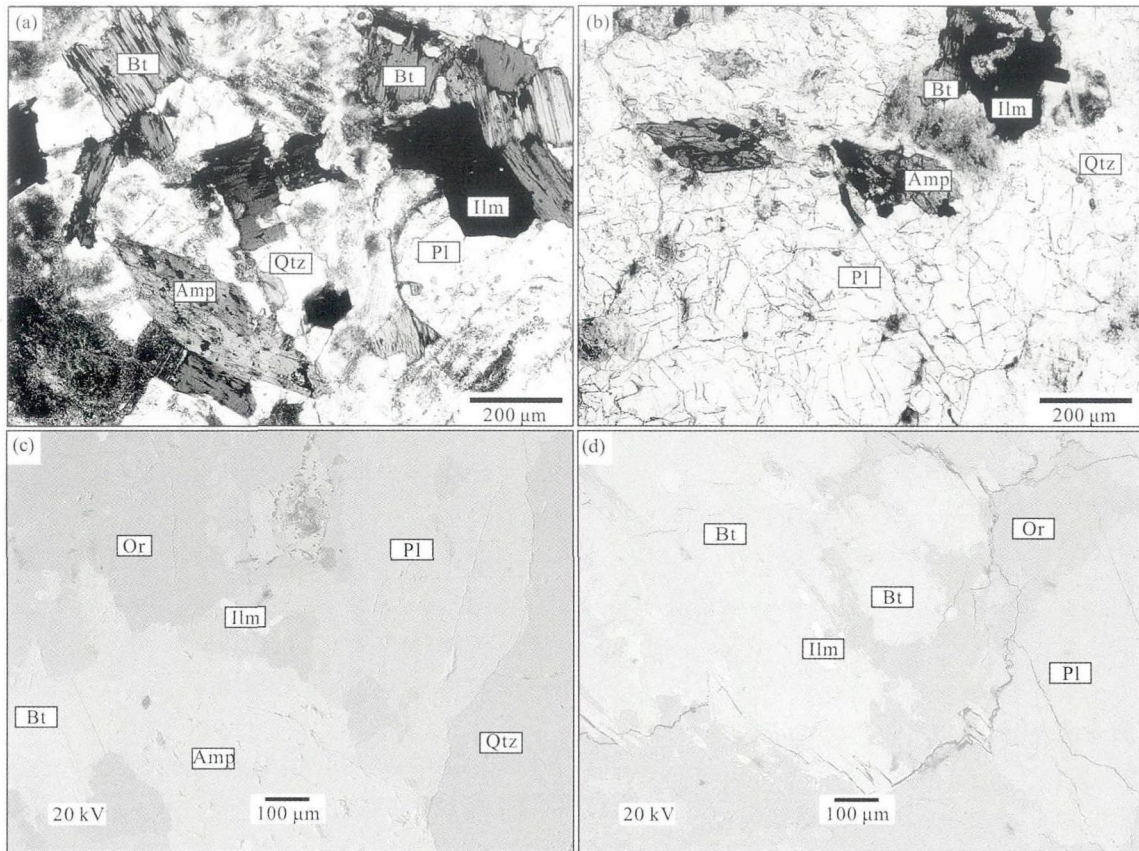 (a)
Bt
Bt
Ilm
Qtz
Pl
Amp
200 μm
(b)
Bt
Ilm
Qtz
Amp
Pl
200 μm
(c)
Or
Pl
Ilm
Bt
Amp
Qtz
20 kV
100 μm
(d)
Bt
Or
Bt
Ilm
Pl
20 kV
100 μm